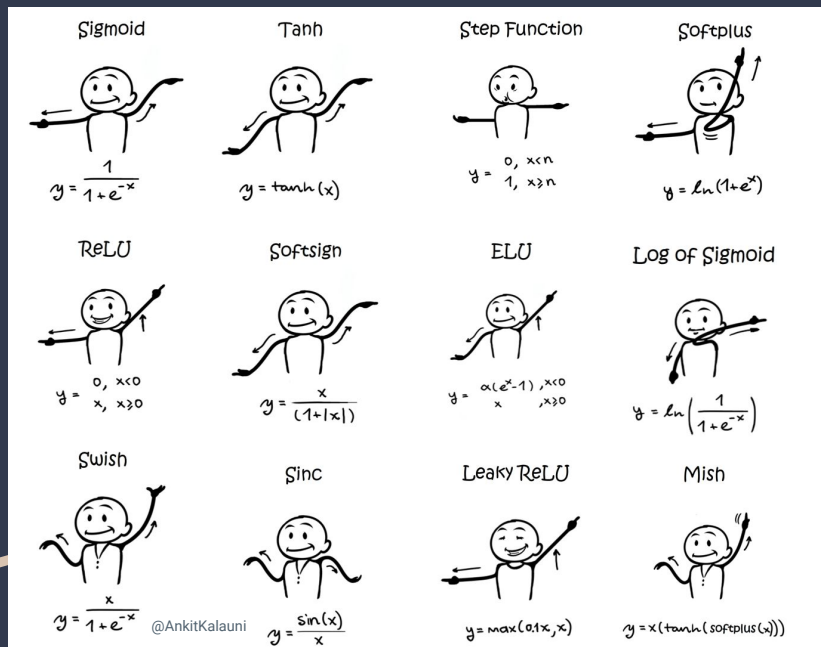 Sigmoid
y = 1 / 1+e^-x
Tanh
y = tanh(x)
Step Function
y = 0, x<n
1, x≥n
Softplus
y = ln(1+e^x)
ReLU
y = 0, x<0
x, x≥0
Softsign
y = x / (1+|x|)
ELU
y = α(e^x-1), x<0
x, x≥0
Log of Sigmoid
y = ln(1 / 1+e^-x)
Swish
y = x / 1+e^-x
@AnkitKalauni
Sinc
y = sin(x) / x
Leaky ReLU
y=max(0.1x,x)
Mish
y=x(tanh(softplus(x)))